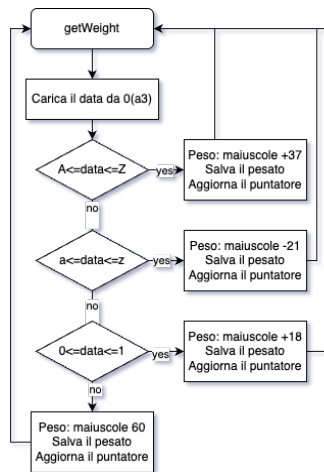 getWeight
Carica il data da 0(a3)
A<=data<=Z
yes
Peso: maiuscole +37
Salva il pesato
Aggiorna il puntatore
no
a<=data<=z
yes
Peso: maiuscole -21
Salva il pesato
Aggiorna il puntatore
no
0<=data<=1
yes
Peso: maiuscole +18
Salva il pesato
Aggiorna il puntatore
no
Peso: maiuscole 60
Salva il pesato
Aggiorna il puntatore